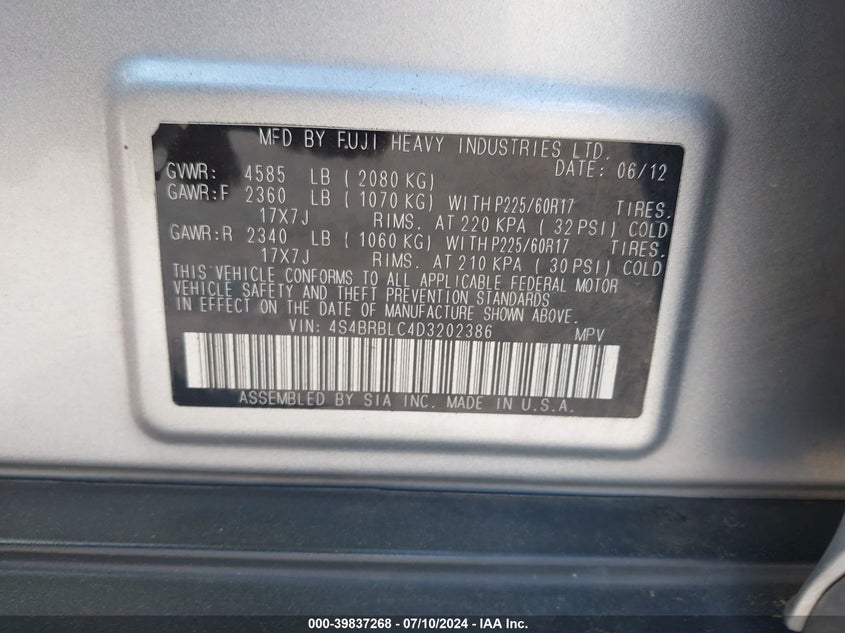 MFD BY FUJI HEAVY INDUSTRIES LTD.
DATE: 06/12
GVWR: 4585 LB ( 2080 KG)
GAWR:F 2360 LB ( 1070 KG) WITH P225/60R17 TIRES.
17X7J RIMS. AT 220 KPA ( 32 PSI) COLD
GAWR:R 2340 LB ( 1060 KG) WITH P225/60R17 TIRES.
17X7J RIMS. AT 210 KPA ( 30 PSI) COLD
THIS VEHICLE CONFORMS TO ALL APPLICABLE FEDERAL MOTOR
VEHICLE SAFETY AND THEFT PREVENTION STANDARDS
IN EFFECT ON THE DATE OF MANUFACTURE SHOWN ABOVE.
VIN: 4S4BRBLC4D3202386 MPV
ASSEMBLED BY SIA INC. MADE IN U.S.A.
000-39837268 - 07/10/2024 - IAA Inc.